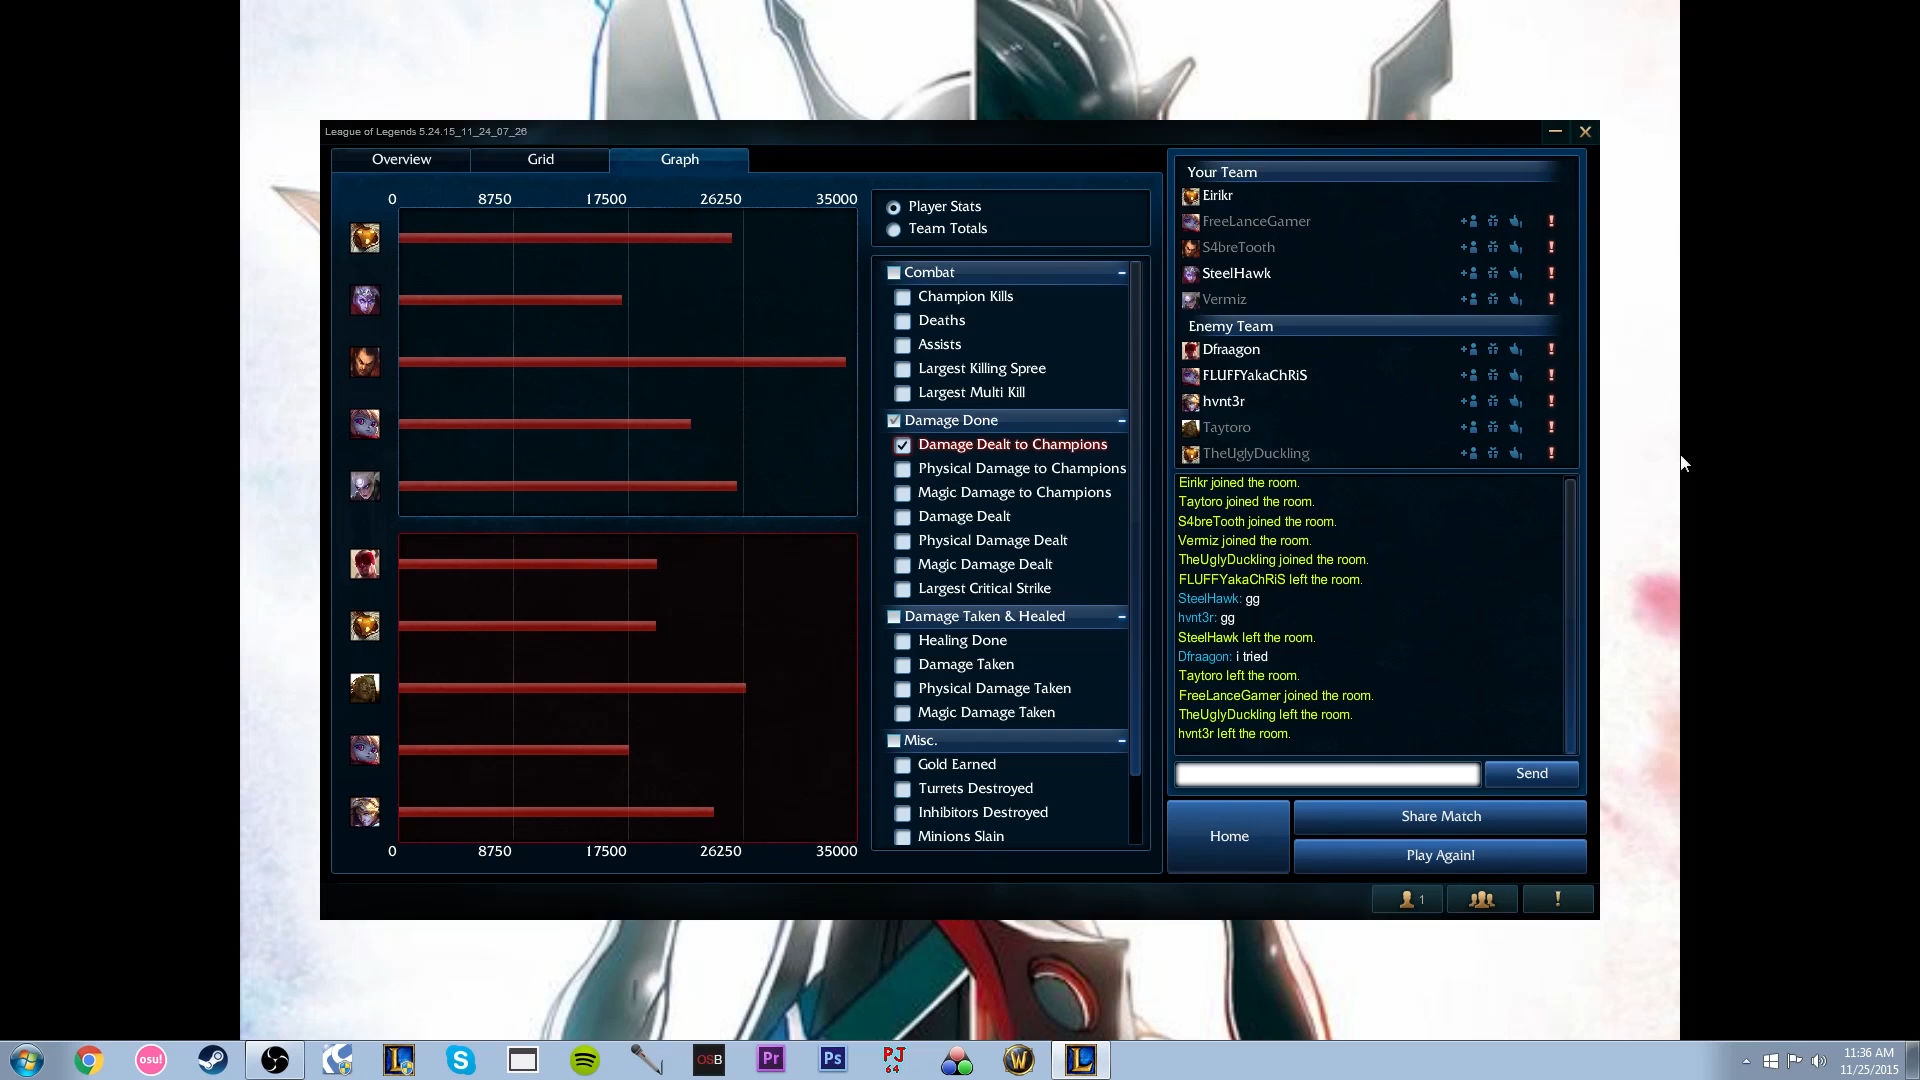 League of Legends 5.24.15_11_24_07_26
Overview
Grid
Graph
0 8750 17500 26250 35000
0 8750 17500 26250 35000
Player Stats
Team Totals
Combat
Champion Kills
Deaths
Assists
Largest Killing Spree
Largest Multi Kill
Damage Done
Damage Dealt to Champions
Physical Damage to Champions
Magic Damage to Champions
Damage Dealt
Physical Damage Dealt
Magic Damage Dealt
Largest Critical Strike
Damage Taken & Healed
Healing Done
Damage Taken
Physical Damage Taken
Magic Damage Taken
Misc.
Gold Earned
Turrets Destroyed
Inhibitors Destroyed
Minions Slain
Your Team
Eirikr
FreeLanceGamer
S4breTooth
SteelHawk
Vermiz
Enemy Team
Dfraagon
FLUFFYakaChRiS
hvnt3r
Taytoro
TheUglyDuckling
Eirikr joined the room.
Taytoro joined the room.
S4breTooth joined the room.
Vermiz joined the room.
TheUglyDuckling joined the room.
FLUFFYakaChRiS left the room.
SteelHawk: gg
hvnt3r: gg
SteelHawk left the room.
Dfraagon: i tried
Taytoro left the room.
FreeLanceGamer joined the room.
TheUglyDuckling left the room.
hvnt3r left the room.
Send
Home
Share Match
Play Again!
1
osu!
OSB
Pr
Ps
PJ
64
11:36 AM
11/25/2015